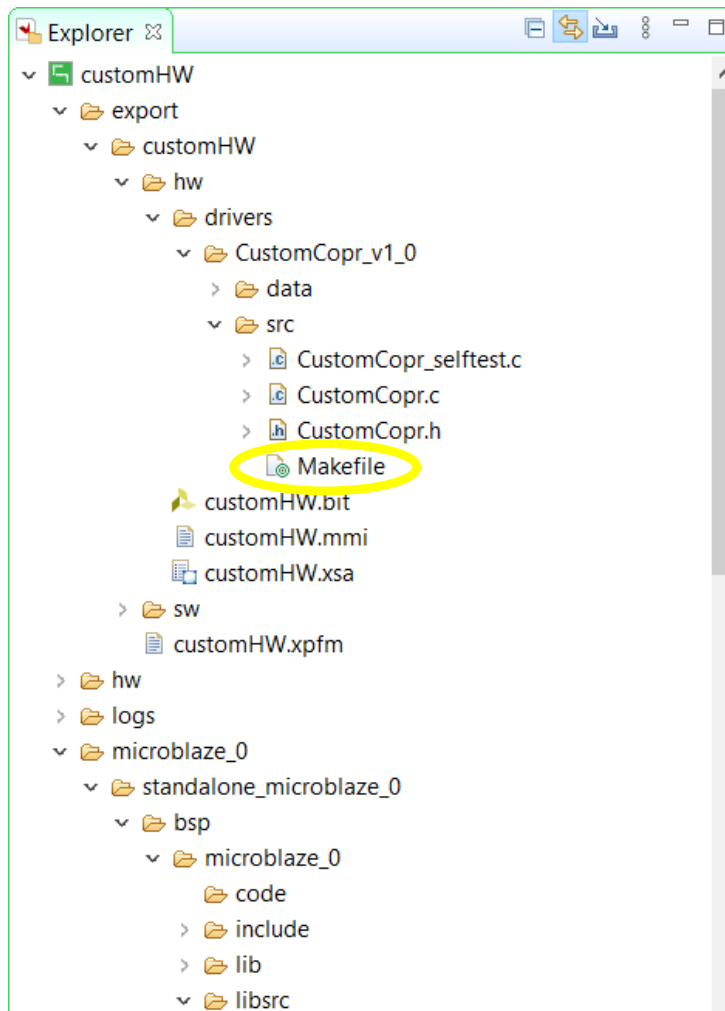 Explorer
customHW
export
customHW
hw
drivers
CustomCopr_v1_0
data
src
CustomCopr_selftest.c
CustomCopr.c
CustomCopr.h
Makefile
customHW.bit
customHW.mmi
customHW.xsa
sw
customHW.xpfm
hw
logs
microblaze_0
standalone_microblaze_0
bsp
microblaze_0
code
include
lib
libsrc